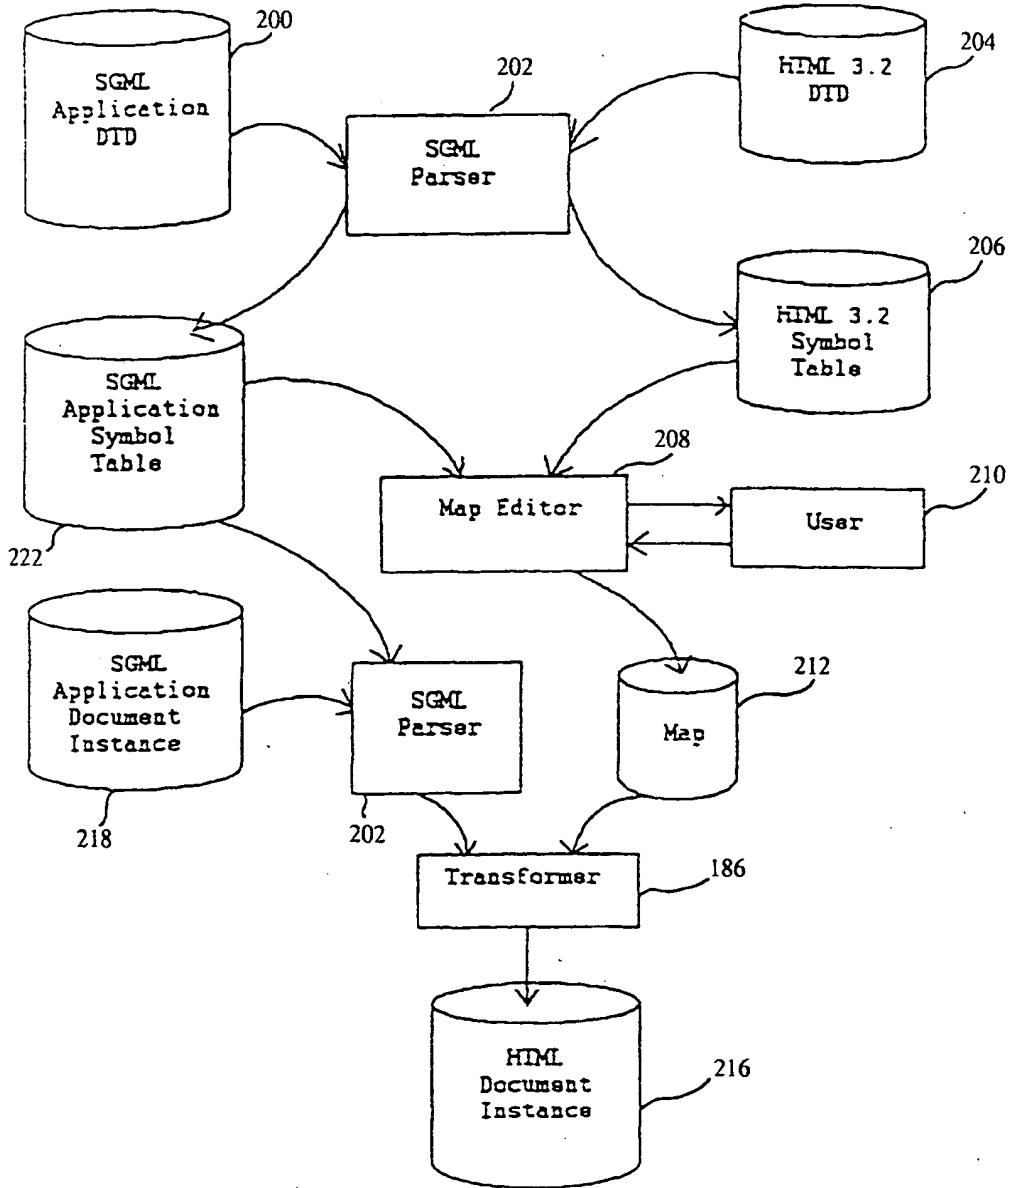 200
SGML
Application
DTD
202
SGML
Parser
HTML 3.2
DTD
204
206
HTML 3.2
Symbol
Table
SGML
Application
Symbol
Table
222
208
Map Editor
210
User
SGML
Application
Document
Instance
218
SGML
Parser
202
212
Map
Transformer
186
HTML
Document
Instance
216